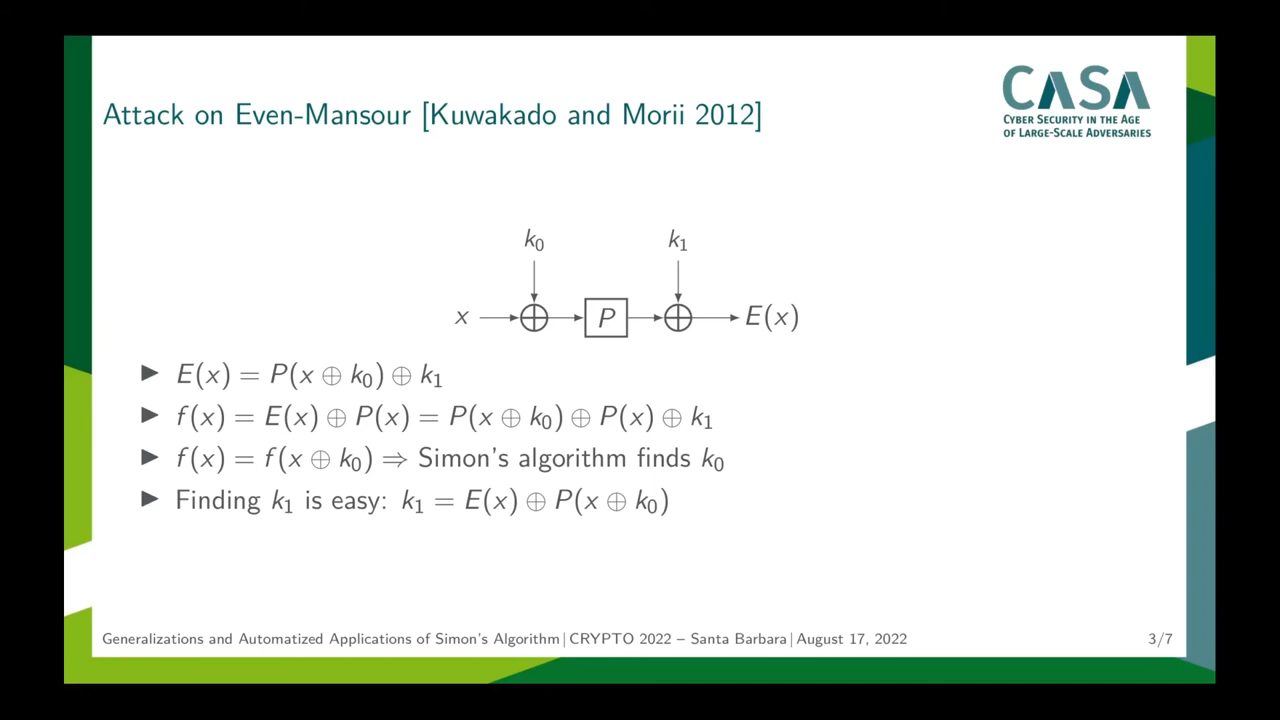 CASA
CYBER SECURITY IN THE AGE
OF LARGE-SCALE ADVERSARIES
Attack on Even-Mansour [Kuwakado and Morii 2012]
k₀ k₁
x P E(x)
▶ E(x) = P(x ⊕ k₀) ⊕ k₁
▶ f(x) = E(x) ⊕ P(x) = P(x ⊕ k₀) ⊕ P(x) ⊕ k₁
▶ f(x) = f(x ⊕ k₀) ⇒ Simon's algorithm finds k₀
▶ Finding k₁ is easy: k₁ = E(x) ⊕ P(x ⊕ k₀)
Generalizations and Automatized Applications of Simon's Algorithm | CRYPTO 2022 – Santa Barbara | August 17, 2022 3/7